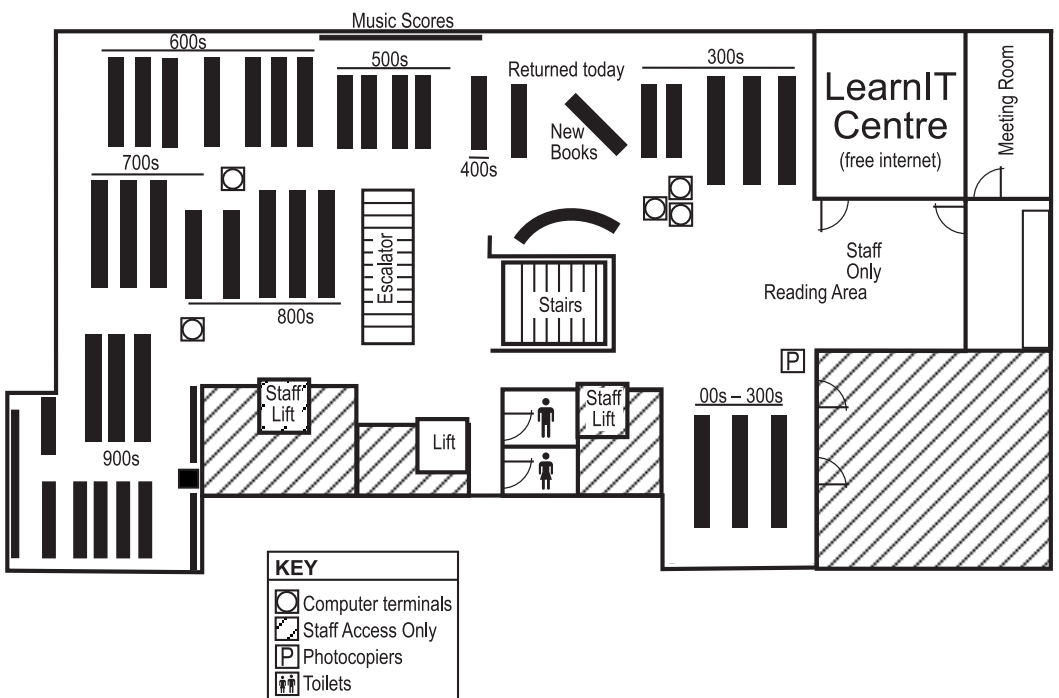 Music Scores
600s
500s
Returned today
300s
LearnIT
Centre
(free internet)
Meeting Room
New
Books
400s
700s
Escalator
Stairs
Staff
Only
Reading Area
800s
P
Staff
Lift
Lift
Staff
Lift
00s – 300s
900s
KEY
Computer terminals
Staff Access Only
P Photocopiers
Toilets